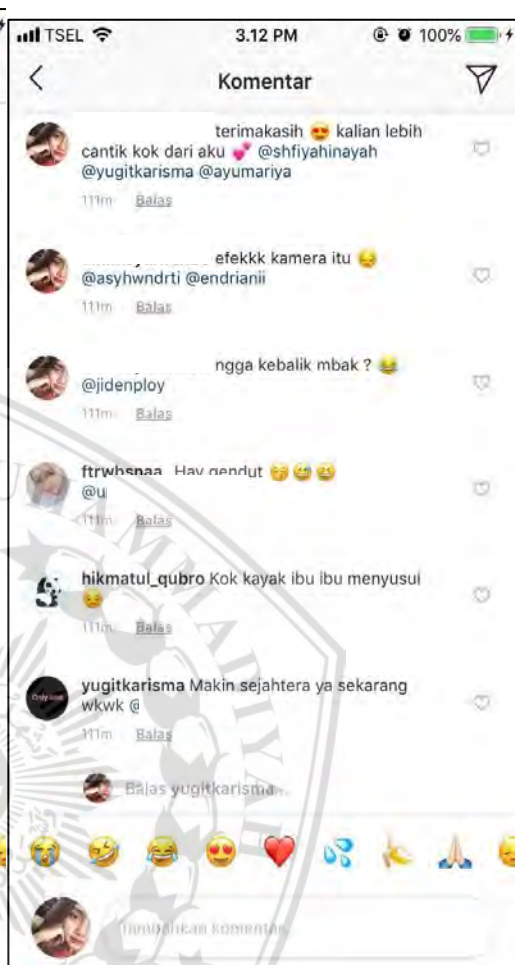 TSEL 3.12 PM 100%
Komentar
terimakasih 😍 kalian lebih
cantik kok dari aku 💕 @shfiyahinayah
@yugitkarisma @ayumariya
111m Balas
efekkk kamera itu 😔
@asyhwndrti @endrianii
111m Balas
ngga kebalik mbak ? 😂
@jidenploy
111m Balas
ftrwhsnaa Hay gendut 😚😅😆
@u
111m Balas
hikmatul_qubro Kok kayak ibu ibu menyusui
😔
111m Balas
yugitkarisma Makin sejahtera ya sekarang
wkwk @
111m Balas
Balas yugitkarisma...
Tambahkan komentar...